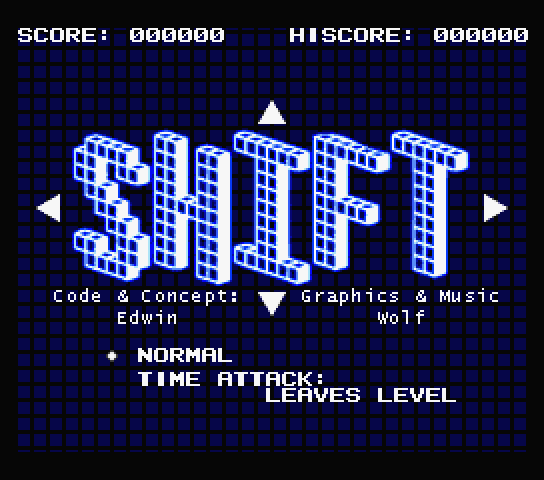 SCORE: 000000 HISCORE: 000000
SHIFT
Code & Concept: Graphics & Music
Edwin Wolf
NORMAL
TIME ATTACK:
LEAVES LEVEL